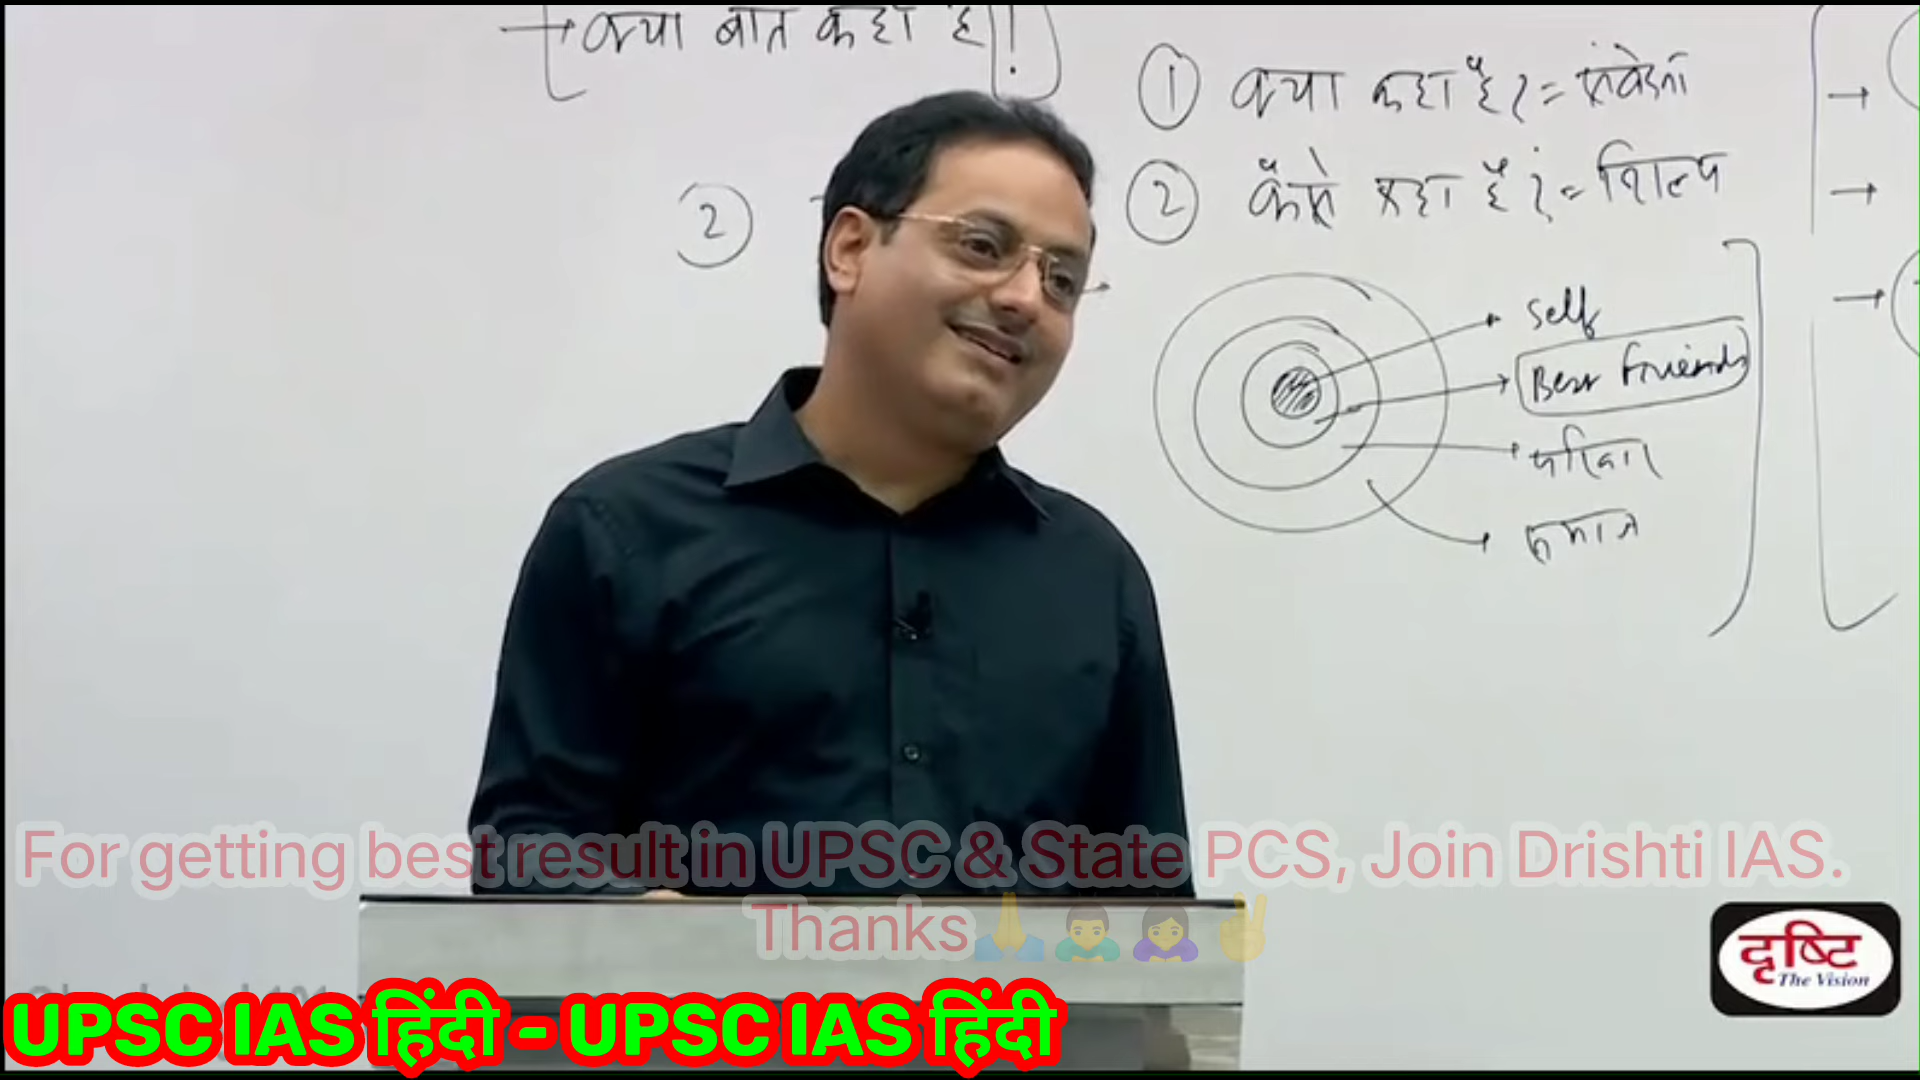 → क्या बात कही है!
① क्या कहा है? = संवेदना
② कैसे कहा है? = शिल्प
②
Self
Best Friends
परिवार
समाज
For getting best result in UPSC & State PCS, Join Drishti IAS.
Thanks🙏🙇‍♂️🙇‍♀️✌️
दृष्टि
The Vision
UPSC IAS हिंदी - UPSC IAS हिंदी